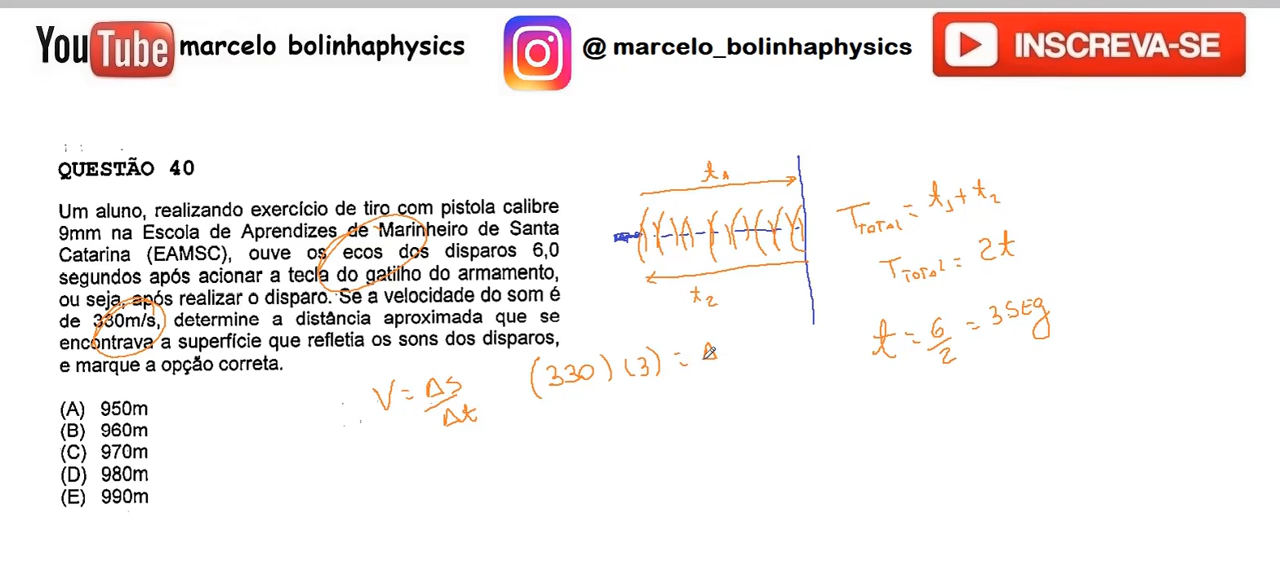 YouTube marcelo bolinhaphysics
@ marcelo_bolinhaphysics
INSCREVA-SE
QUESTÃO 40
Um aluno, realizando exercício de tiro com pistola calibre
9mm na Escola de Aprendizes de Marinheiro de Santa
Catarina (EAMSC), ouve os ecos dos disparos 6,0
segundos após acionar a tecla do gatilho do armamento,
ou seja, após realizar o disparo. Se a velocidade do som é
de 330m/s, determine a distância aproximada que se
encontrava a superfície que refletia os sons dos disparos,
e marque a opção correta.
(A) 950m
(B) 960m
(C) 970m
(D) 980m
(E) 990m
t1
t2
TTOTAL = t1 + t2
TTOTAL = 2t
t = 6/2 = 3 SEG
V = ΔS/Δt
(330) (3) = Δ